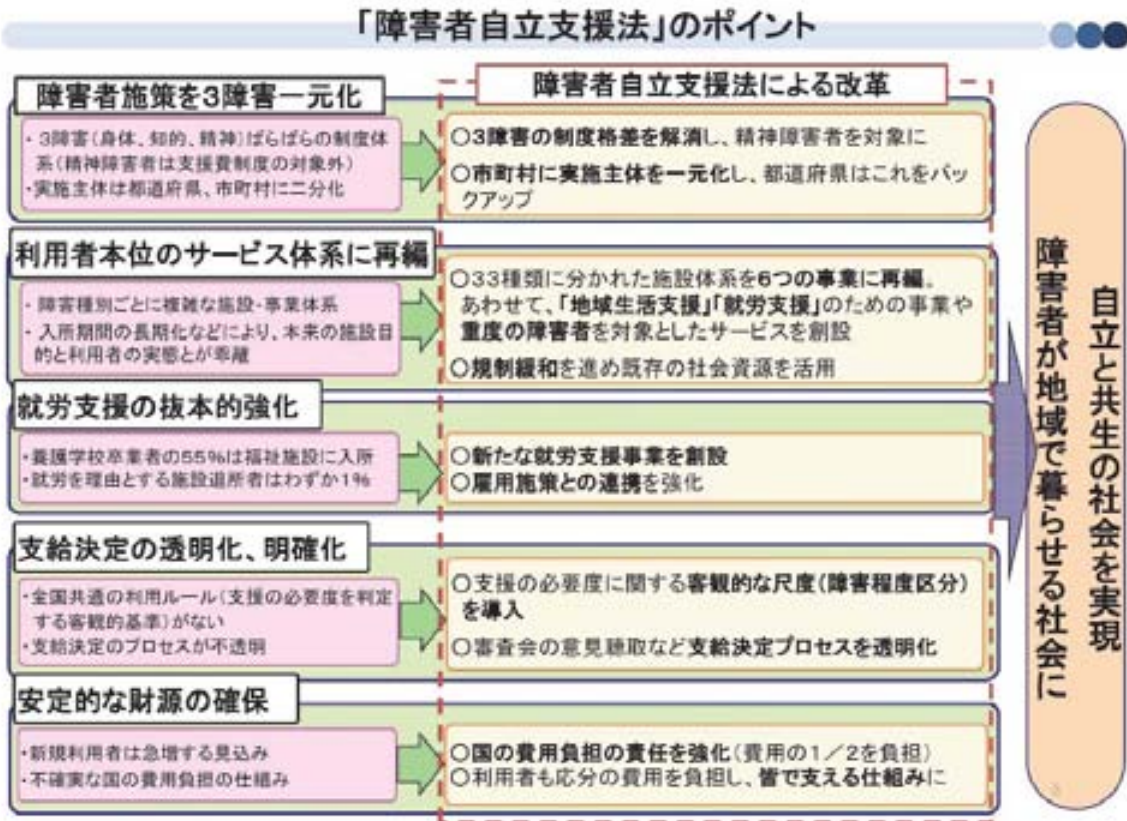 「障害者自立支援法」のポイント
障害者施策を3障害一元化
・3障害(身体、知的、精神)ばらばらの制度体
系(精神障害者は支援費制度の対象外)
・実施主体は都道府県、市町村に二分化
障害者自立支援法による改革
○3障害の制度格差を解消し、精神障害者を対象に
○市町村に実施主体を一元化し、都道府県はこれをバッ
クアップ
利用者本位のサービス体系に再編
・障害種別ごとに複雑な施設・事業体系
・入所期間の長期化などにより、本来の施設目
的と利用者の実態とが乖離
○33種類に分かれた施設体系を6つの事業に再編。
あわせて、「地域生活支援」「就労支援」のための事業や
重度の障害者を対象としたサービスを創設
○規制緩和を進め既存の社会資源を活用
就労支援の抜本的強化
・養護学校卒業者の55%は福祉施設に入所
・就労を理由とする施設退所者はわずか1%
○新たな就労支援事業を創設
○雇用施策との連携を強化
支給決定の透明化、明確化
・全国共通の利用ルール(支援の必要度を判定
する客観的基準)がない
・支給決定のプロセスが不透明
○支援の必要度に関する客観的な尺度(障害程度区分)
を導入
○審査会の意見聴取など支給決定プロセスを透明化
安定的な財源の確保
・新規利用者は急増する見込み
・不確実な国の費用負担の仕組み
○国の費用負担の責任を強化(費用の1/2を負担)
○利用者も応分の費用を負担し、皆で支える仕組みに
自立と共生の社会を実現
障害者が地域で暮らせる社会に